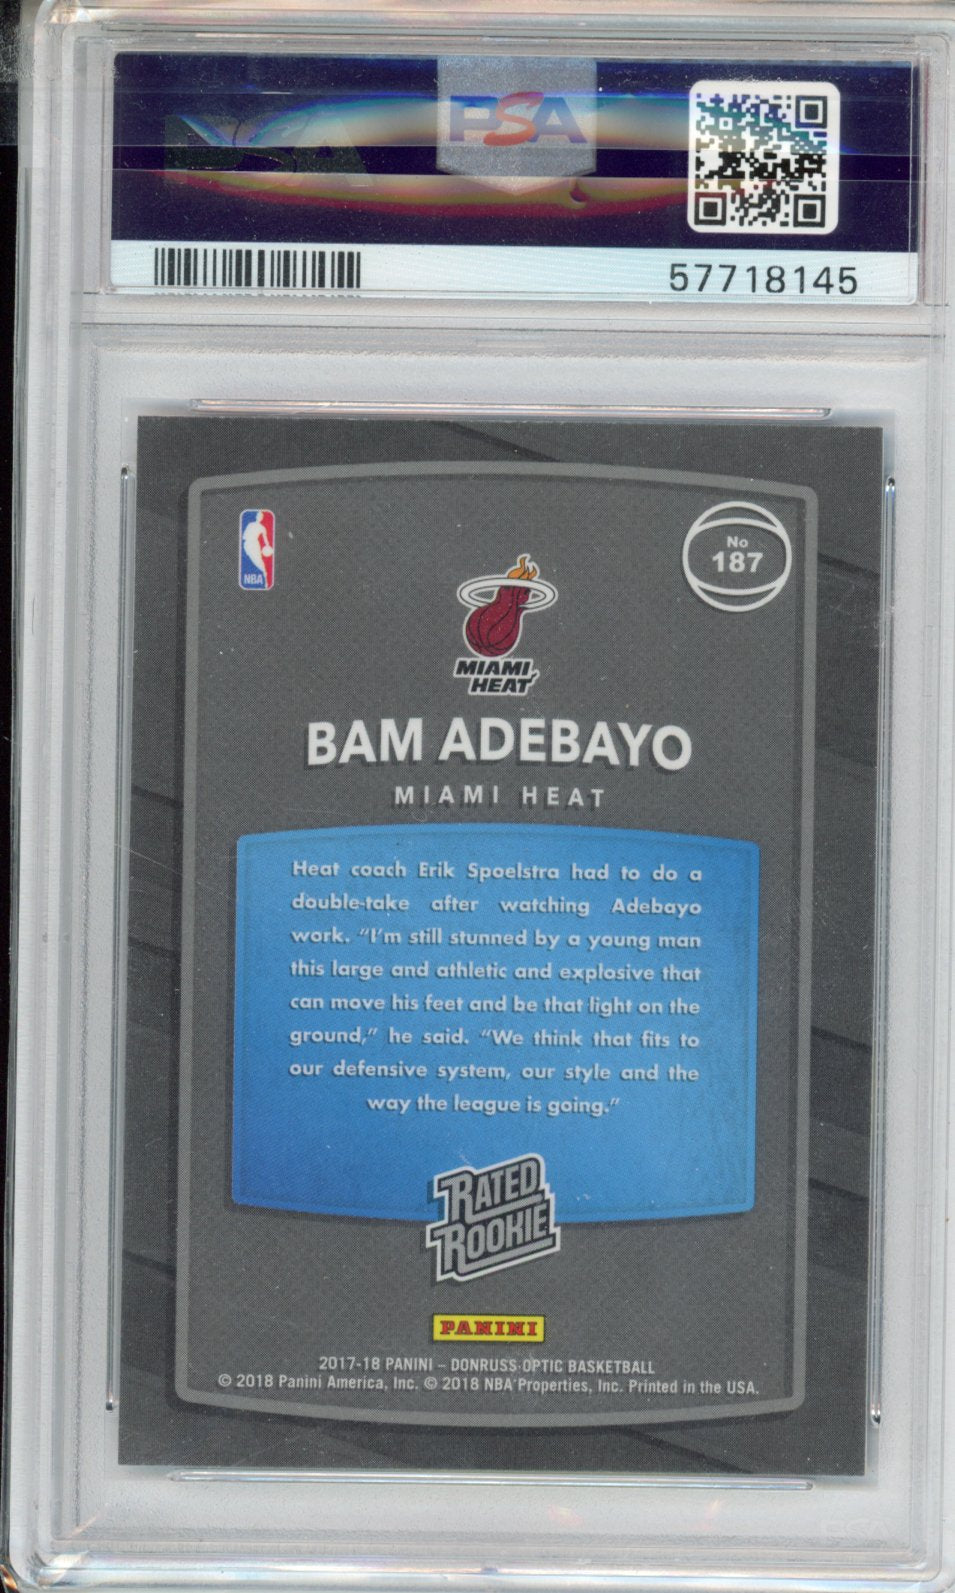 PSA
PSA
57718145
NBA
No
187
MIAMI
HEAT
BAM ADEBAYO
MIAMI HEAT
Heat coach Erik Spoelstra had to do a
double-take after watching Adebayo
work. "I'm still stunned by a young man
this large and athletic and explosive that
can move his feet and be that light on the
ground," he said. "We think that fits to
our defensive system, our style and the
way the league is going."
RATED
ROOKIE
PANINI
2017-18 PANINI – DONRUSS OPTIC BASKETBALL
© 2018 Panini America, Inc. © 2018 NBA Properties, Inc. Printed in the USA.
PSA